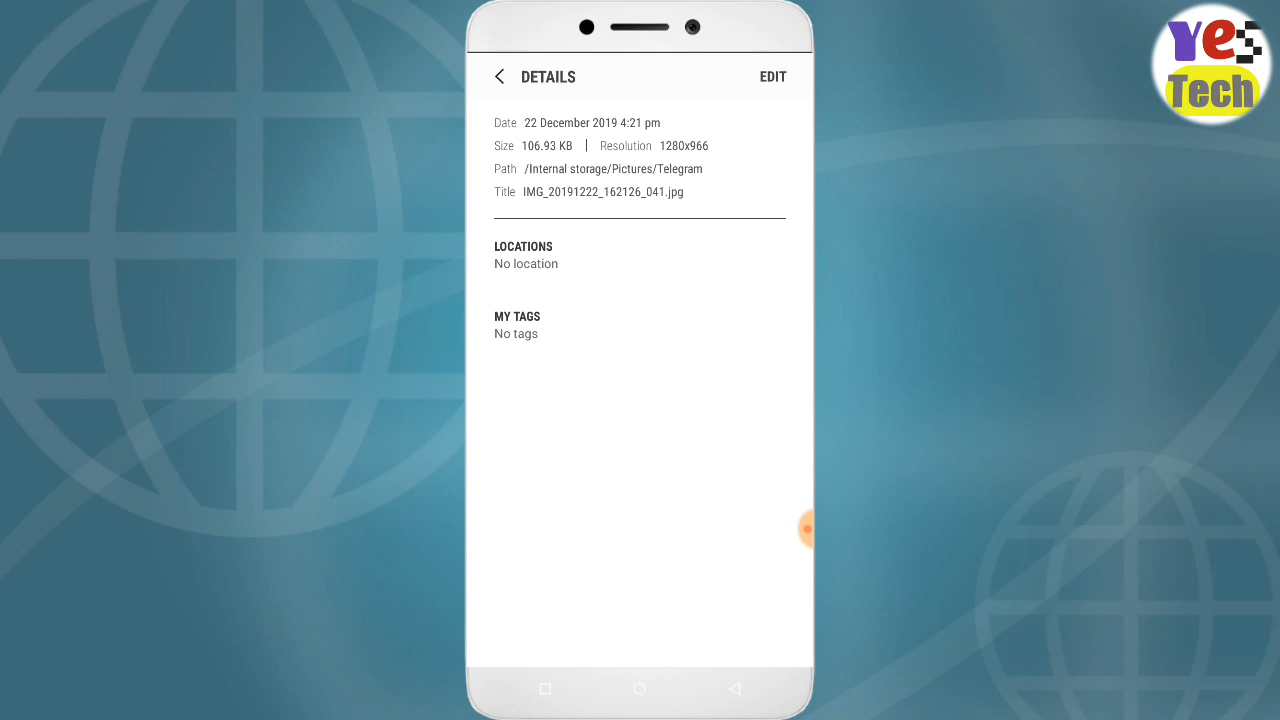 DETAILS EDIT
Date 22 December 2019 4:21 pm
Size 106.93 KB | Resolution 1280x966
Path /Internal storage/Pictures/Telegram
Title IMG_20191222_162126_041.jpg
LOCATIONS
No location
MY TAGS
No tags
Yes
Tech